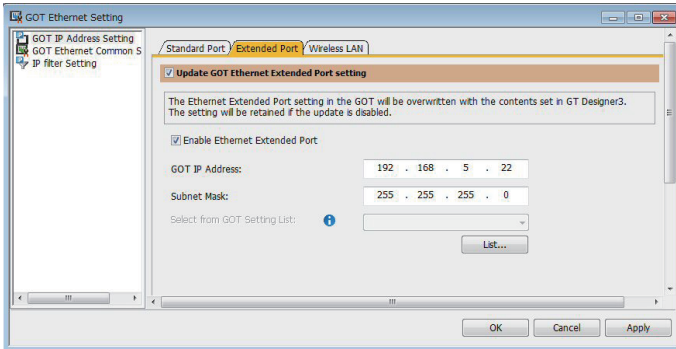 GOT Ethernet Setting
GOT IP Address Setting
GOT Ethernet Common S
IP filter Setting
Standard Port
Extended Port
Wireless LAN
Update GOT Ethernet Extended Port setting
The Ethernet Extended Port setting in the GOT will be overwritten with the contents set in GT Designer3.
The setting will be retained if the update is disabled.
Enable Ethernet Extended Port
GOT IP Address: 192 . 168 . 5 . 22
Subnet Mask: 255 . 255 . 255 . 0
Select from GOT Setting List:
List...
OK Cancel Apply